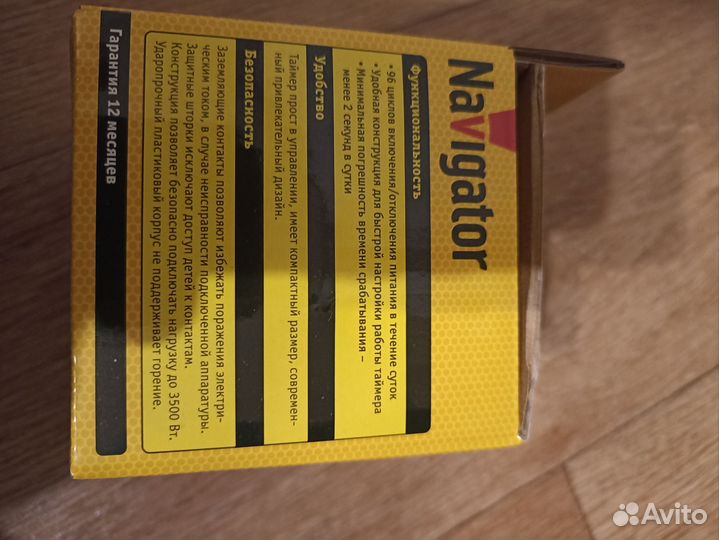 Navigator
Функциональность
• 96 циклов включения/отключения питания в течение суток
• Удобная конструкция для быстрой настройки работы таймера
• Минимальная погрешность времени срабатывания –
менее 2 секунд в сутки
Удобство
Таймер прост в управлении, имеет компактный размер, современ-
ный привлекательный дизайн.
Безопасность
Заземляющие контакты позволяют избежать поражения электри-
ческим током, в случае неисправности подключенной аппаратуры.
Защитные шторки исключают доступ детей к контактам.
Конструкция позволяет безопасно подключать нагрузку до 3500 Вт.
Ударопрочный пластиковый корпус не поддерживает горение.
Гарантия 12 месяцев
Avito